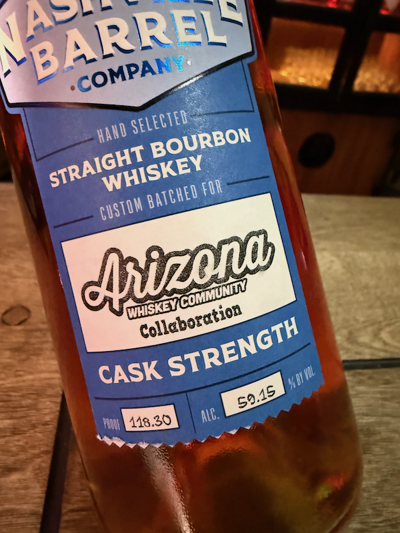 NASHVILLE
BARREL
·COMPANY·
HAND SELECTED
STRAIGHT BOURBON
WHISKEY
CUSTOM BATCHED FOR
Arizona
WHISKEY COMMUNITY
Collaboration
CASK STRENGTH
PROOF 118.30 ALC. 59.15 % BY VOL.